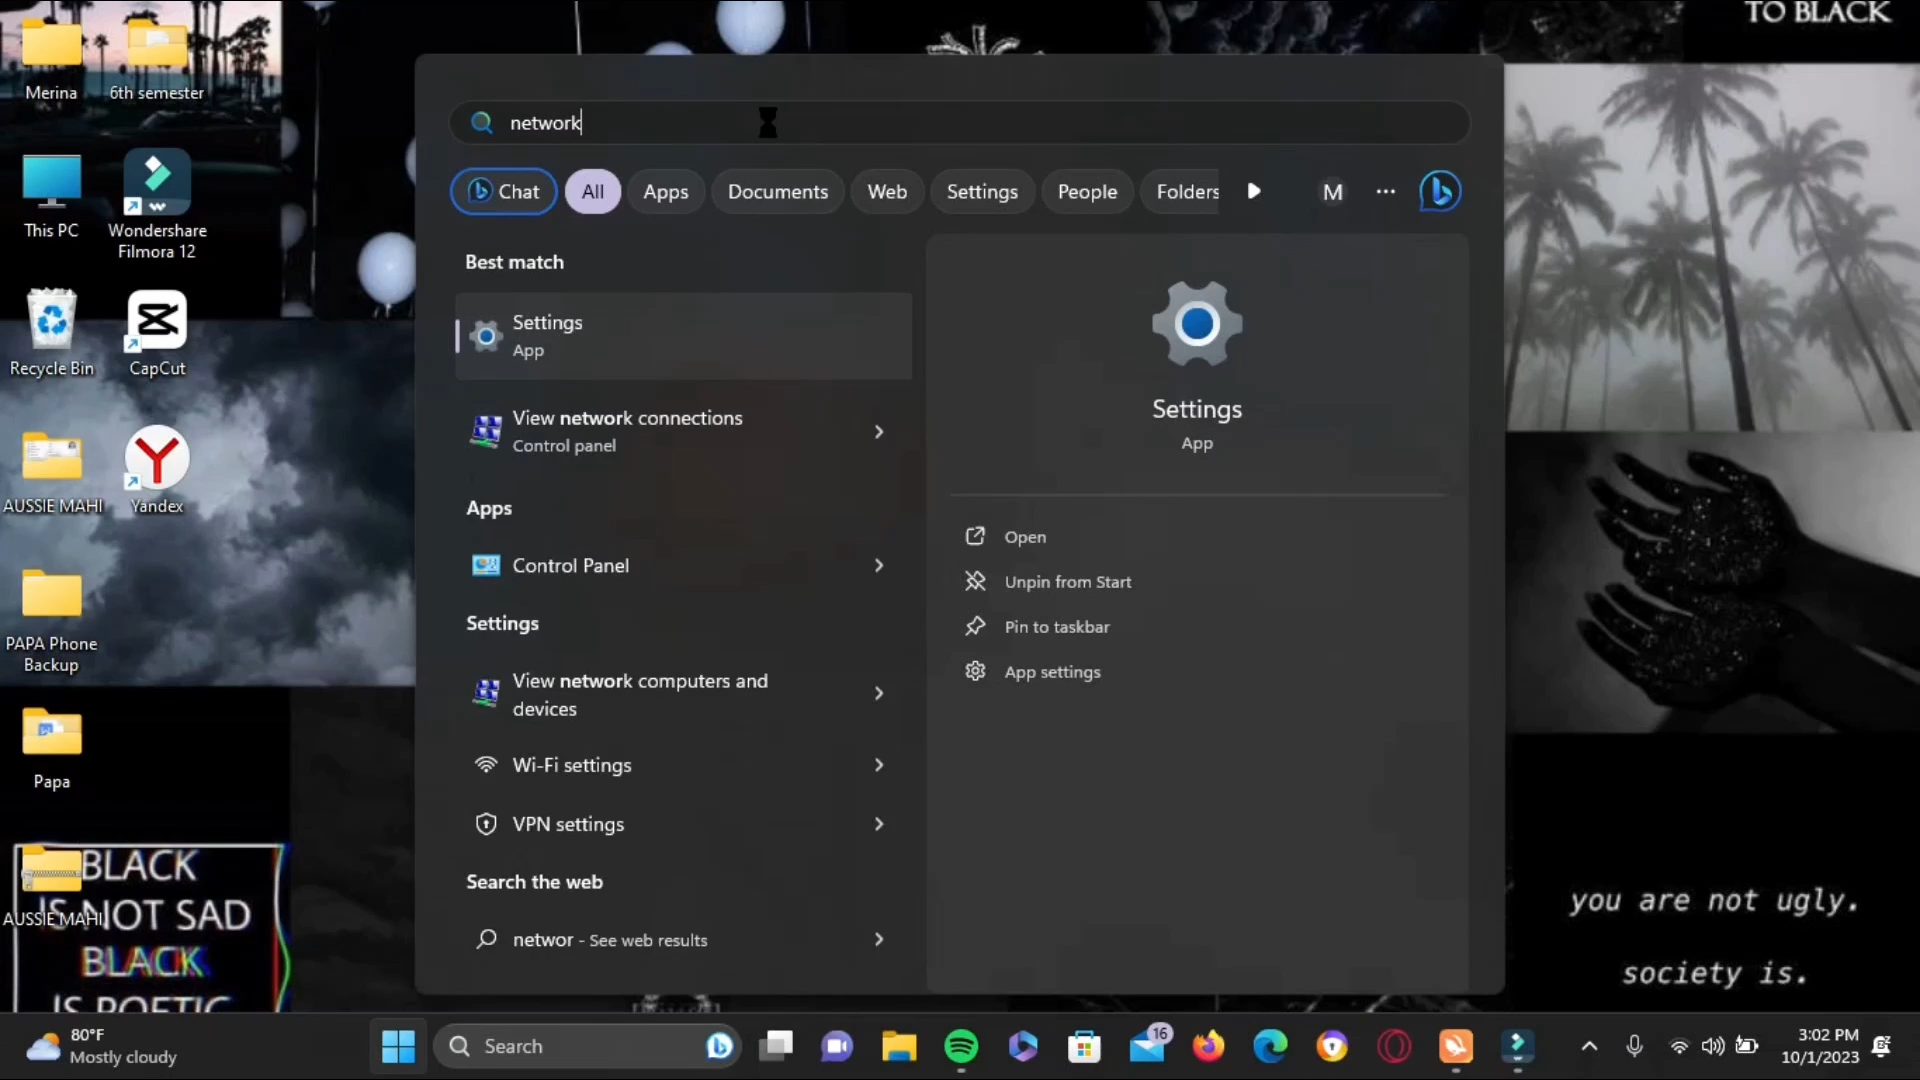 TO BLACK
Merina
6th semester
This PC
Wondershare
Filmora 12
Recycle Bin
CapCut
AUSSIE MAHI
Yandex
PAPA Phone
Backup
Papa
AUSSIE MAHI
BLACK
IS NOT SAD
BLACK
IS POETIC
network
Chat
All
Apps
Documents
Web
Settings
People
Folders
M
Best match
Settings
App
View network connections
Control panel
Apps
Control Panel
Settings
View network computers and
devices
Wi-Fi settings
VPN settings
Search the web
networ - See web results
Settings
App
Open
Unpin from Start
Pin to taskbar
App settings
you are not ugly.
society is.
80°F
Mostly cloudy
Search
16
3:02 PM
10/1/2023